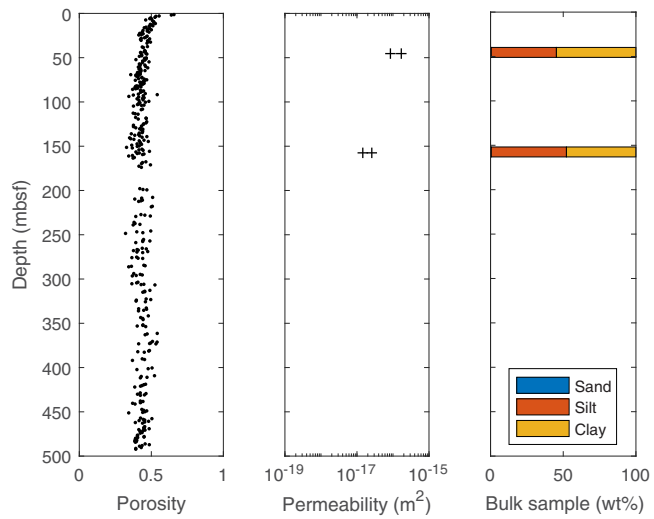 0
50
100
150
200
250
300
350
400
450
500
Depth (mbsf)
0 0.5 1
Porosity
10-19 10-17 10-15
Permeability (m2)
Sand
Silt
Clay
0 50 100
Bulk sample (wt%)